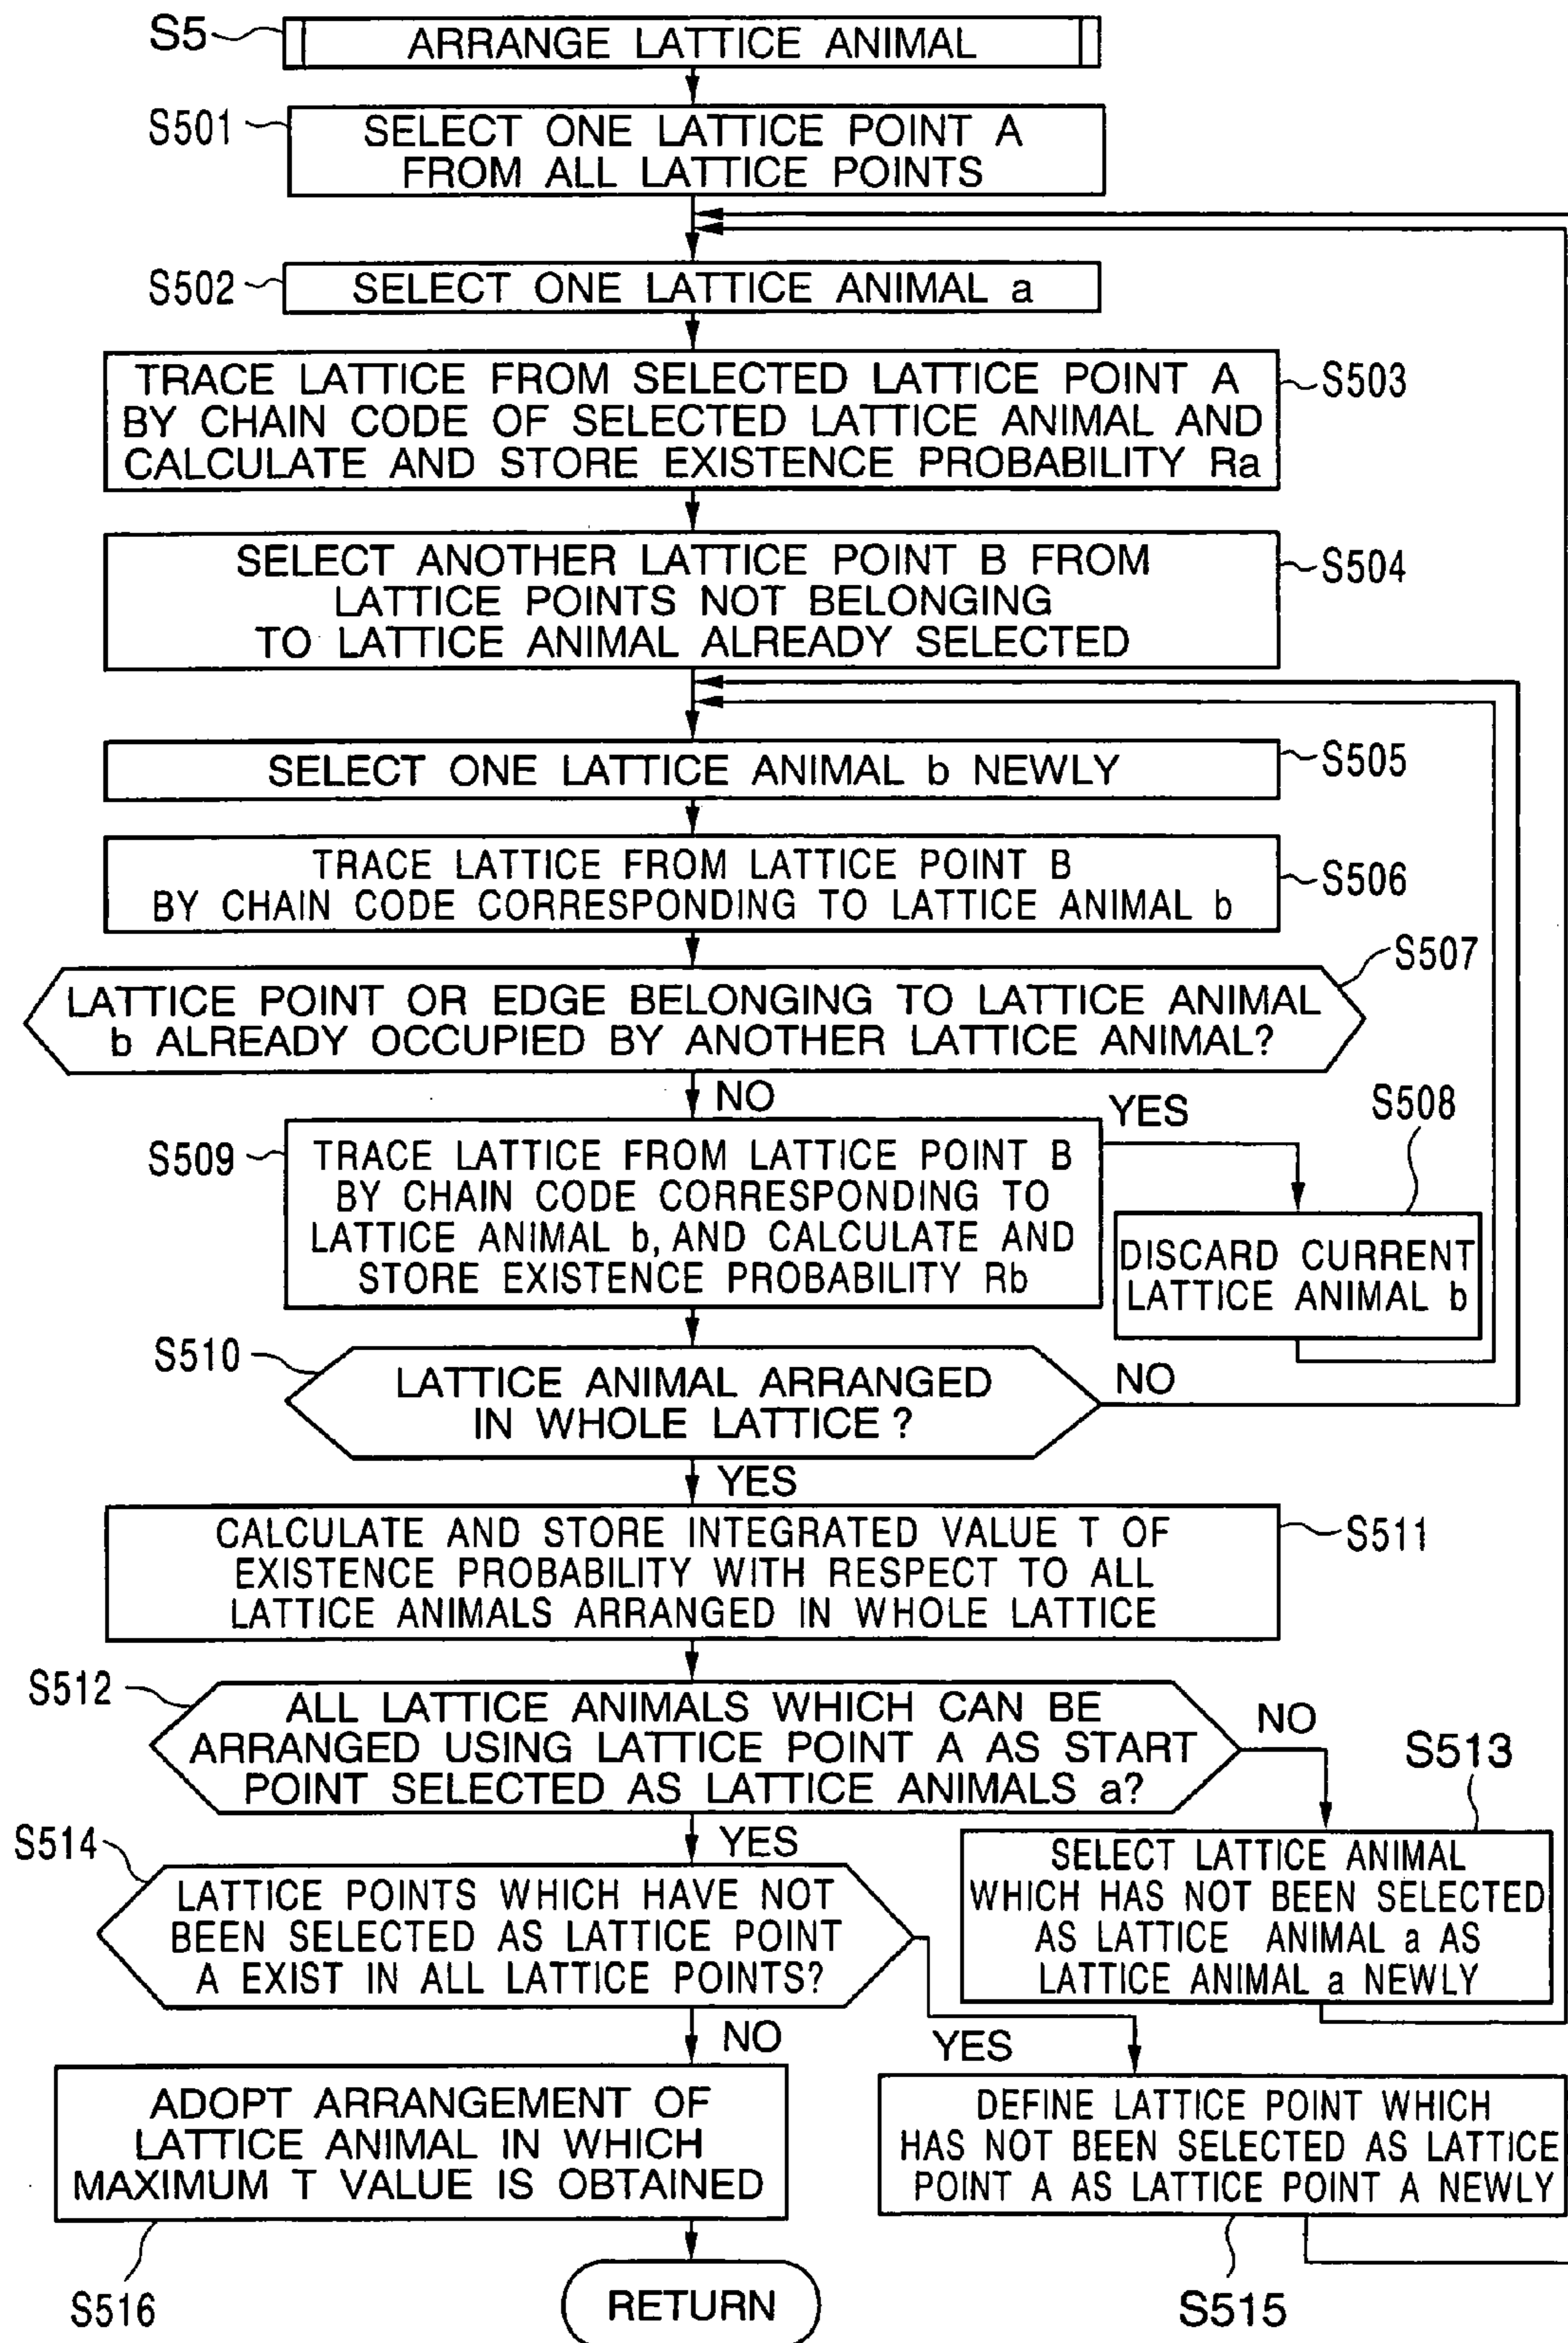 S5
ARRANGE LATTICE ANIMAL
S501
SELECT ONE LATTICE POINT A
FROM ALL LATTICE POINTS
S502
SELECT ONE LATTICE ANIMAL a
TRACE LATTICE FROM SELECTED LATTICE POINT A
BY CHAIN CODE OF SELECTED LATTICE ANIMAL AND
CALCULATE AND STORE EXISTENCE PROBABILITY Ra
S503
SELECT ANOTHER LATTICE POINT B FROM
LATTICE POINTS NOT BELONGING
TO LATTICE ANIMAL ALREADY SELECTED
S504
SELECT ONE LATTICE ANIMAL b NEWLY
S505
TRACE LATTICE FROM LATTICE POINT B
BY CHAIN CODE CORRESPONDING TO LATTICE ANIMAL b
S506
S507
LATTICE POINT OR EDGE BELONGING TO LATTICE ANIMAL
b ALREADY OCCUPIED BY ANOTHER LATTICE ANIMAL?
NO
YES
S508
S509
TRACE LATTICE FROM LATTICE POINT B
BY CHAIN CODE CORRESPONDING TO
LATTICE ANIMAL b, AND CALCULATE AND
STORE EXISTENCE PROBABILITY Rb
DISCARD CURRENT
LATTICE ANIMAL b
S510
LATTICE ANIMAL ARRANGED
IN WHOLE LATTICE ?
NO
YES
CALCULATE AND STORE INTEGRATED VALUE T OF
EXISTENCE PROBABILITY WITH RESPECT TO ALL
LATTICE ANIMALS ARRANGED IN WHOLE LATTICE
S511
S512
ALL LATTICE ANIMALS WHICH CAN BE
ARRANGED USING LATTICE POINT A AS START
POINT SELECTED AS LATTICE ANIMALS a?
NO
S513
YES
S514
LATTICE POINTS WHICH HAVE NOT
BEEN SELECTED AS LATTICE POINT
A EXIST IN ALL LATTICE POINTS?
SELECT LATTICE ANIMAL
WHICH HAS NOT BEEN SELECTED
AS LATTICE ANIMAL a AS
LATTICE ANIMAL a NEWLY
NO
YES
ADOPT ARRANGEMENT OF
LATTICE ANIMAL IN WHICH
MAXIMUM T VALUE IS OBTAINED
DEFINE LATTICE POINT WHICH
HAS NOT BEEN SELECTED AS LATTICE
POINT A AS LATTICE POINT A NEWLY
S516
RETURN
S515